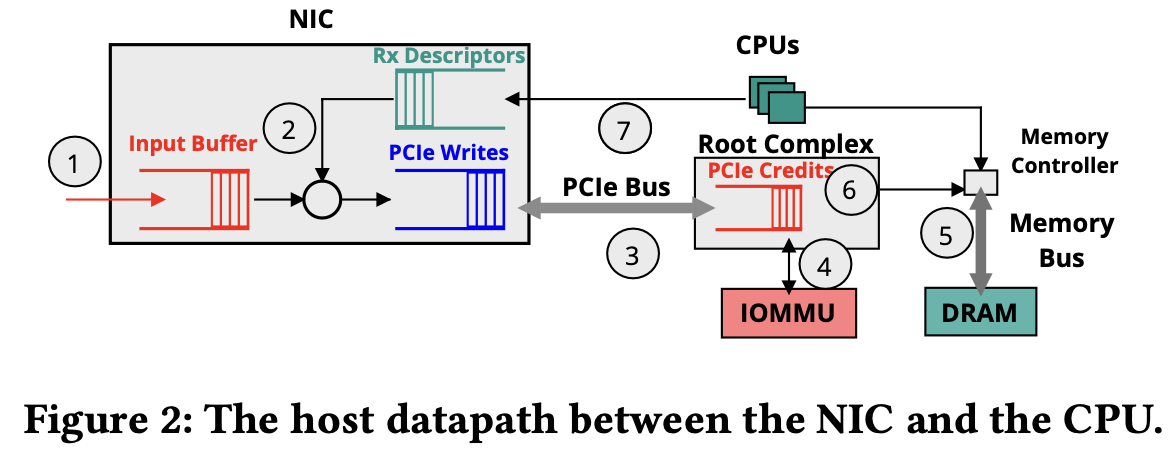 NIC
Rx Descriptors
CPUs
1
2
Input Buffer
PCIe Writes
7
Root Complex
PCIe Credits
6
Memory
Controller
PCIe Bus
3
4
5
Memory
Bus
IOMMU
DRAM
Figure 2: The host datapath between the NIC and the CPU.